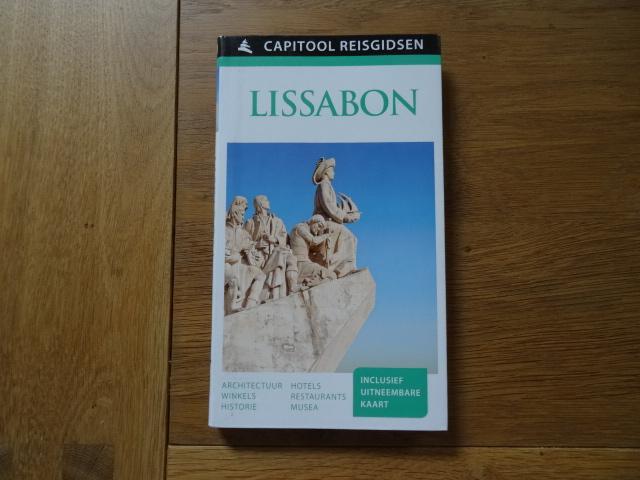 CAPITOOL REISGIDSEN
LISSABON
ARCHITECTUUR
WINKELS
HISTORIE
HOTELS
RESTAURANTS
MUSEA
INCLUSIEF
UITNEEMBARE
KAART